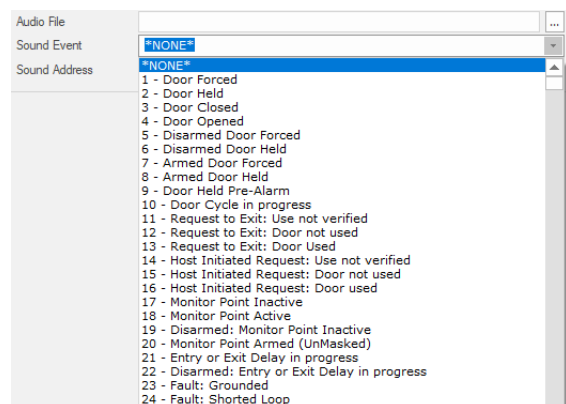 Audio File
...
Sound Event *NONE*
Sound Address *NONE*
1 - Door Forced
2 - Door Held
3 - Door Closed
4 - Door Opened
5 - Disarmed Door Forced
6 - Disarmed Door Held
7 - Armed Door Forced
8 - Armed Door Held
9 - Door Held Pre-Alarm
10 - Door Cycle in progress
11 - Request to Exit: Use not verified
12 - Request to Exit: Door not used
13 - Request to Exit: Door Used
14 - Host Initiated Request: Use not verified
15 - Host Initiated Request: Door not used
16 - Host Initiated Request: Door used
17 - Monitor Point Inactive
18 - Monitor Point Active
19 - Disarmed: Monitor Point Inactive
20 - Monitor Point Armed (UnMasked)
21 - Entry or Exit Delay in progress
22 - Disarmed: Entry or Exit Delay in progress
23 - Fault: Grounded
24 - Fault: Shorted Loop